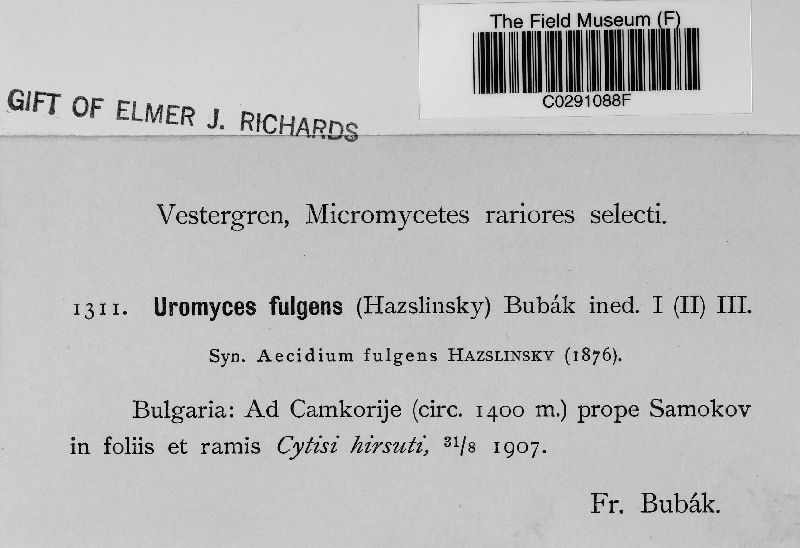 The Field Museum (F)
C0291088F
GIFT OF ELMER J. RICHARDS
Vestergren, Micromycetes rariores selecti.
1311. Uromyces fulgens (Hazslinsky) Bubák ined. I (II) III.
Syn. Aecidium fulgens HAZSLINSKY (1876).
Bulgaria: Ad Camkorije (circ. 1400 m.) prope Samokov
in foliis et ramis Cytisi hirsuti, 31/8 1907.
Fr. Bubák.